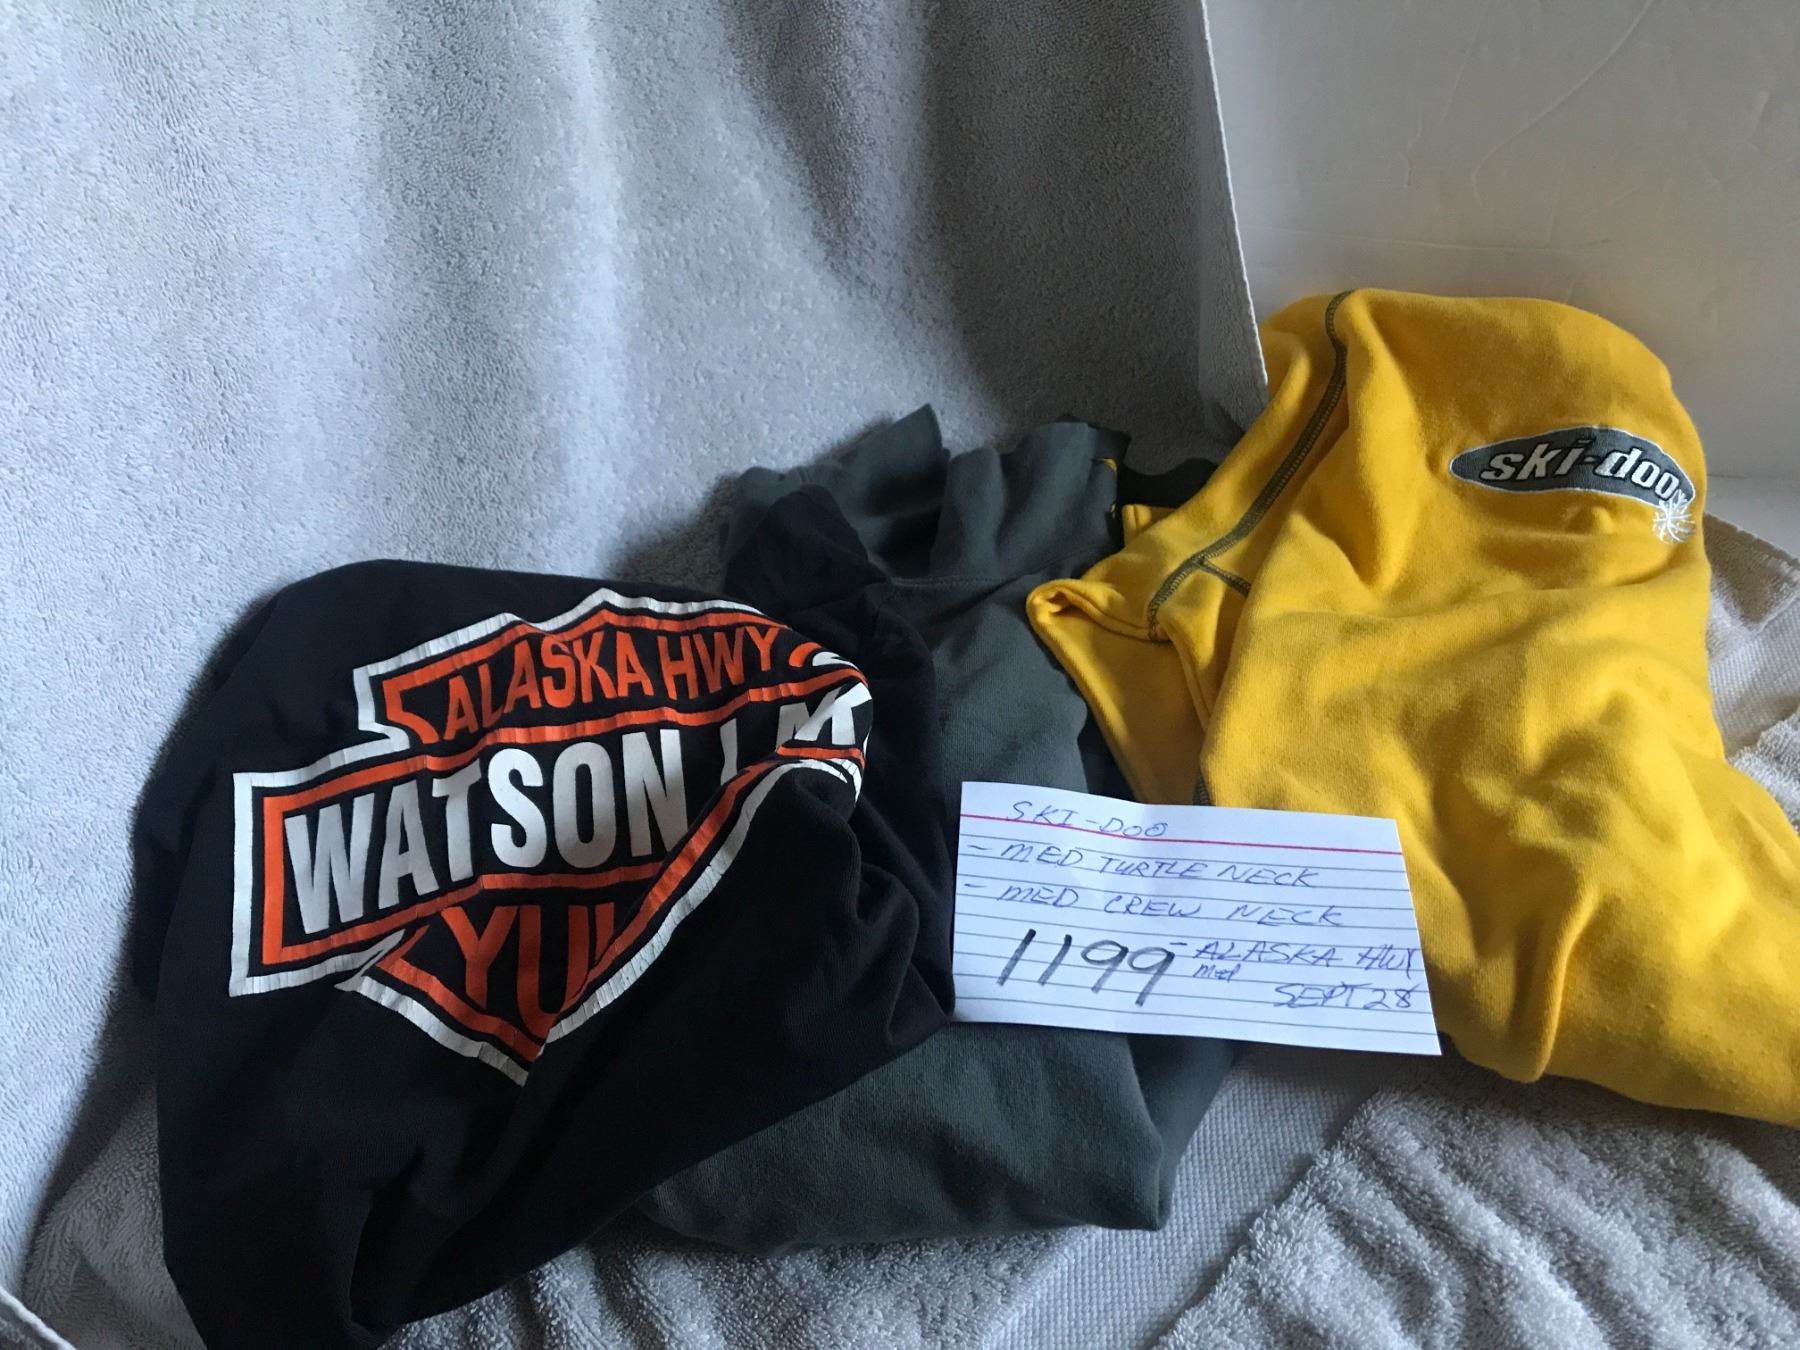 ALASKA HWY
WATSON
YU
ski-doo
SKI-DOO
- MED TURTLE NECK
- MED CREW NECK
1199 - ALASKA HWY
med
SEPT 28